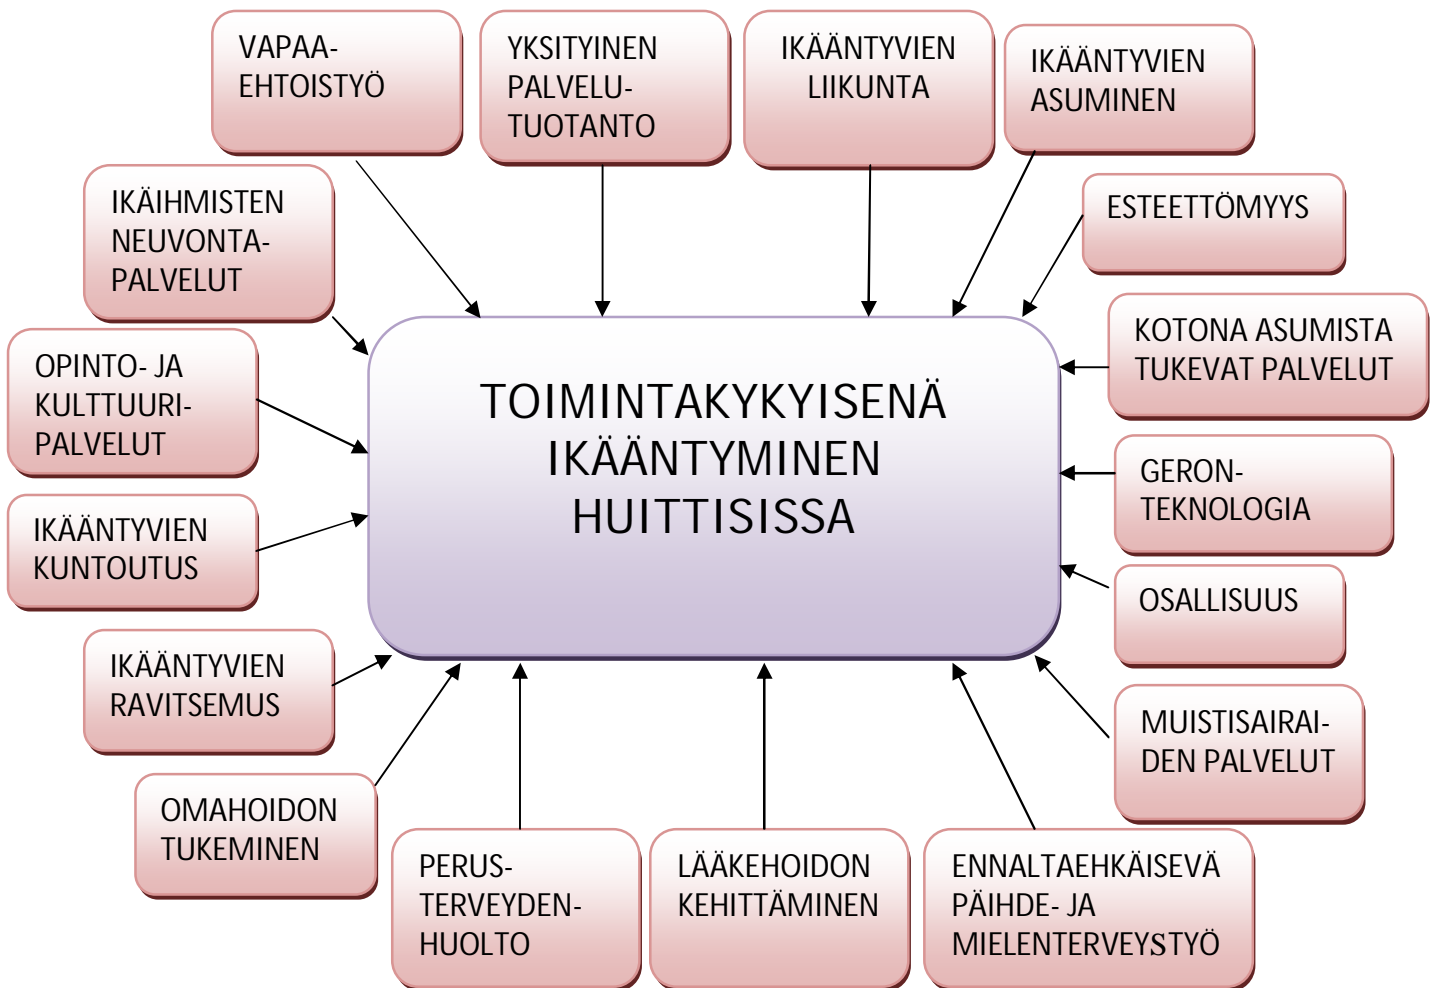 VAPAA-
EHTOISTYÖ
YKSITYINEN
PALVELU-
TUOTANTO
IKÄÄNTYVIEN
LIIKUNTA
IKÄÄNTYVIEN
ASUMINEN
IKÄIHMISTEN
NEUVONTA-
PALVELUT
ESTEETTÖMYYS
OPINTO- JA
KULTTUURI-
PALVELUT
KOTONA ASUMISTA
TUKEVAT PALVELUT
TOIMINTAKYKYISENÄ
IKÄÄNTYMINEN
HUITTISISSA
GERON-
TEKNOLOGIA
IKÄÄNTYVIEN
KUNTOUTUS
OSALLISUUS
IKÄÄNTYVIEN
RAVITSEMUS
MUISTISAIRAI-
DEN PALVELUT
OMAHOIDON
TUKEMINEN
PERUS-
TERVEYDEN-
HUOLTO
LÄÄKEHOIDON
KEHITTÄMINEN
ENNALTAEHKÄISEVÄ
PÄIHDE- JA
MIELENTERVEYSTYÖ